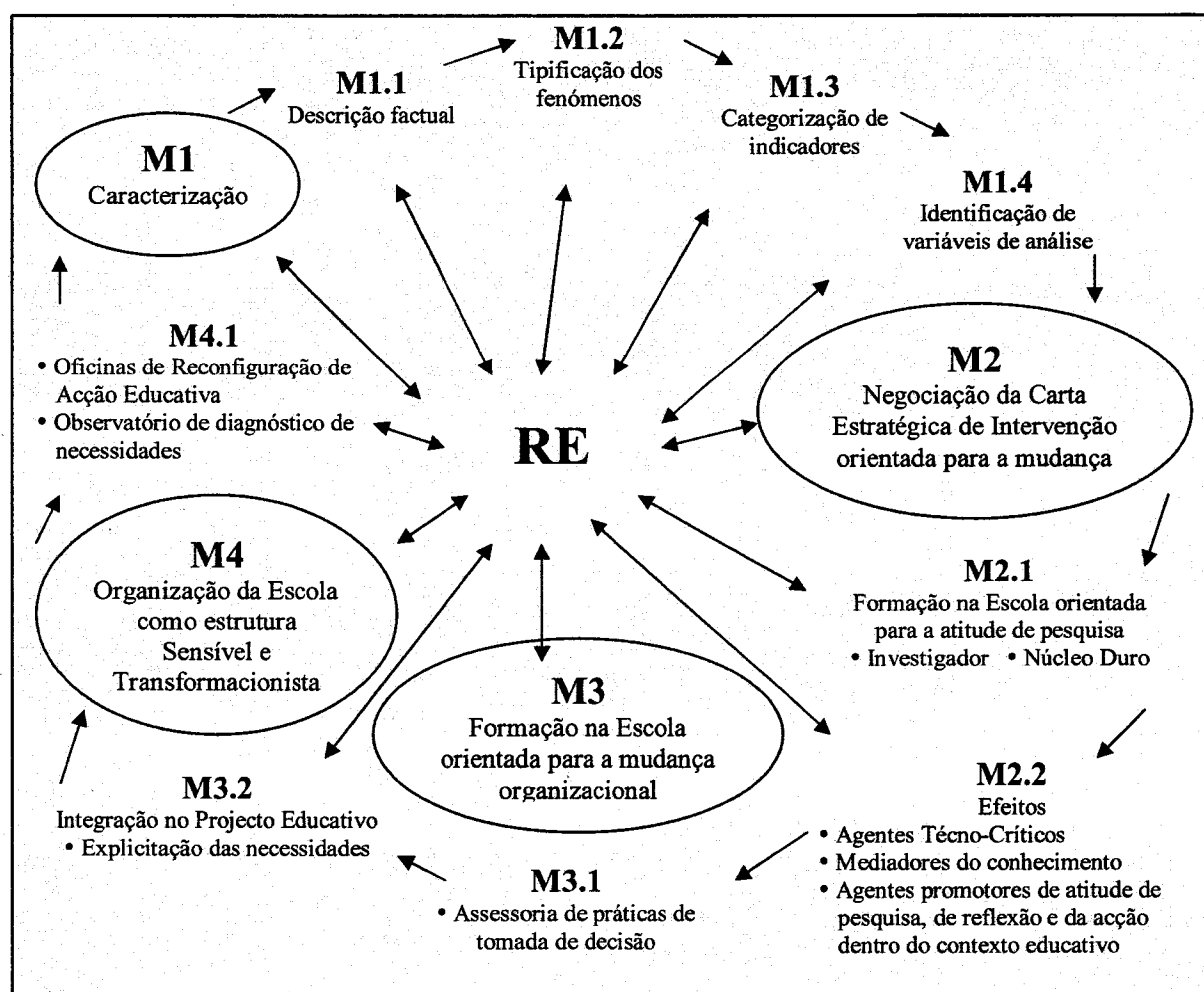 M1.2
Tipificação dos
fenómenos
M1.1
Descrição factual
M1.3
Categorização de
indicadores
M1
Caracterização
M1.4
Identificação de
variáveis de análise
M4.1
• Oficinas de Reconfiguração de
Acção Educativa
• Observatório de diagnóstico de
necessidades
M2
Negociação da Carta
Estratégica de Intervenção
orientada para a mudança
RE
M4
Organização da Escola
como estrutura
Sensível e
Transformacionista
M2.1
Formação na Escola orientada
para a atitude de pesquisa
• Investigador • Núcleo Duro
M3
Formação na Escola
orientada para a mudança
organizacional
M3.2
Integração no Projecto Educativo
• Explicitação das necessidades
M2.2
Efeitos
• Agentes Técno-Críticos
• Mediadores do conhecimento
• Agentes promotores de atitude de
pesquisa, de reflexão e da acção
dentro do contexto educativo
M3.1
• Assessoria de práticas de
tomada de decisão